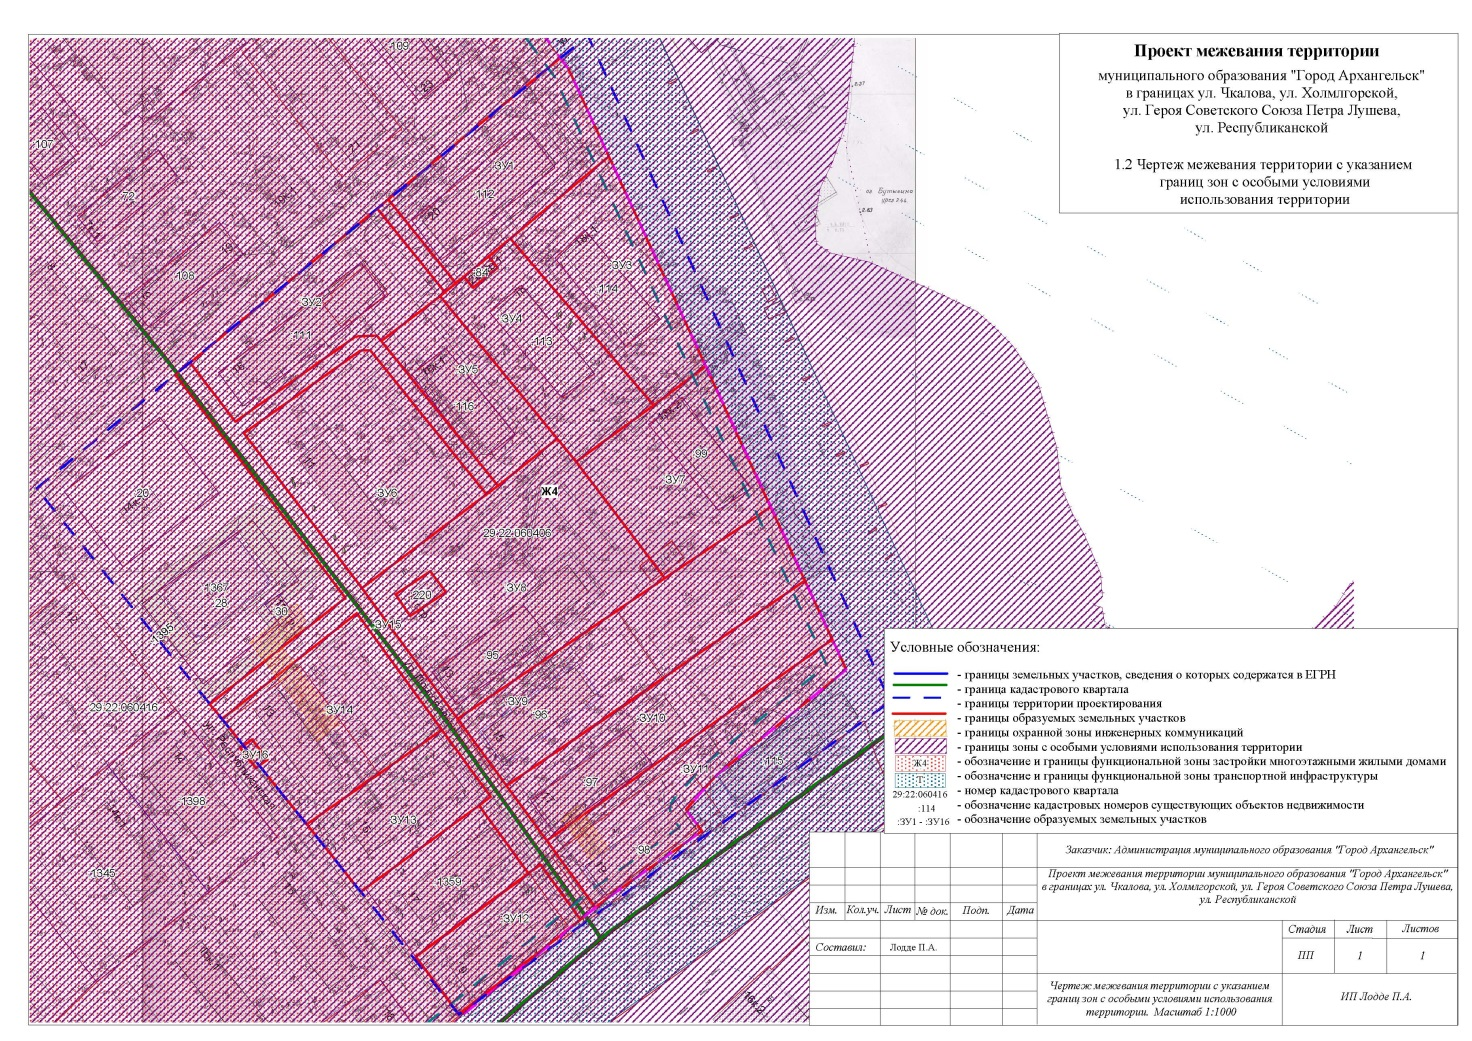 Проект межевания территории
муниципального образования "Город Архангельск"
в границах ул. Чкалова, ул. Холмлгорской,
ул. Героя Советского Союза Петра Лушева,
ул. Республиканской
1.2 Чертеж межевания территории с указанием
границ зон с особыми условиями
использования территории
:109
:107
:72
:108
:ЗУ1
:112
:84
:ЗУ2
:111
:ЗУ3
:114
:ЗУ4
:113
:ЗУ5
:116
:99
:ЗУ7
:ЗУ6
Ж4
29:22:060406
:20
:1367
:28
:30
:220
:ЗУ8
:ЗУ15
:1395
:95
:ЗУ9
:96
:ЗУ10
29:22:060416
:ЗУ14
:ЗУ16
:ЗУ11
:115
:97
:1398
:ЗУ13
:98
:1345
:1359
:ЗУ12
оз. Бутыгино
Условные обозначения:
- границы земельных участков, сведения о которых содержатся в ЕГРН
- граница кадастрового квартала
- границы территории проектирования
- границы образуемых земельных участков
- границы охранной зоны инженерных коммуникаций
- границы зоны с особыми условиями использования территории
Ж4 - обозначение и границы функциональной зоны застройки многоэтажными жилыми домами
Т - обозначение и границы функциональной зоны транспортной инфраструктуры
29:22:060416 - номер кадастрового квартала
:114 - обозначение кадастровых номеров существующих объектов недвижимости
:ЗУ1 - :ЗУ16 - обозначение образуемых земельных участков
Заказчик: Администрация муниципального образования "Город Архангельск"
Проект межевания территории муниципального образования "Город Архангельск"
в границах ул. Чкалова, ул. Холмлгорской, ул. Героя Советского Союза Петра Лушева,
ул. Республиканской
Изм. Кол.уч. Лист № док. Подп. Дата
Стадия Лист Листов
Составил: Лодде П.А.
ПП 1 1
Чертеж межевания территории с указанием
границ зон с особыми условиями использования
территории. Масштаб 1:1000
ИП Лодде П.А.